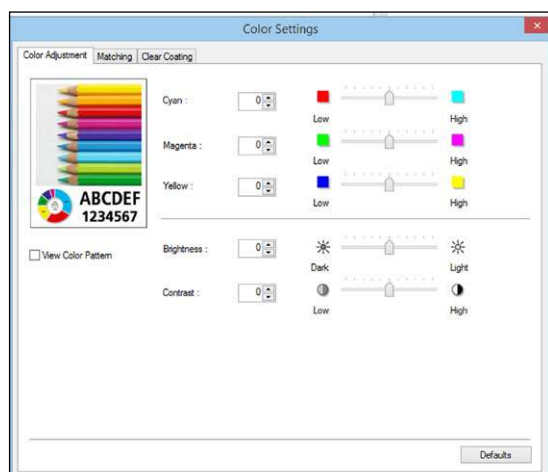 Color Settings
Color Adjustment Matching Clear Coating
ABCDEF
1234567
View Color Pattern
Cyan : 0
Low High
Magenta : 0
Low High
Yellow : 0
Low High
Brightness : 0
Dark Light
Contrast : 0
Low High
Defaults